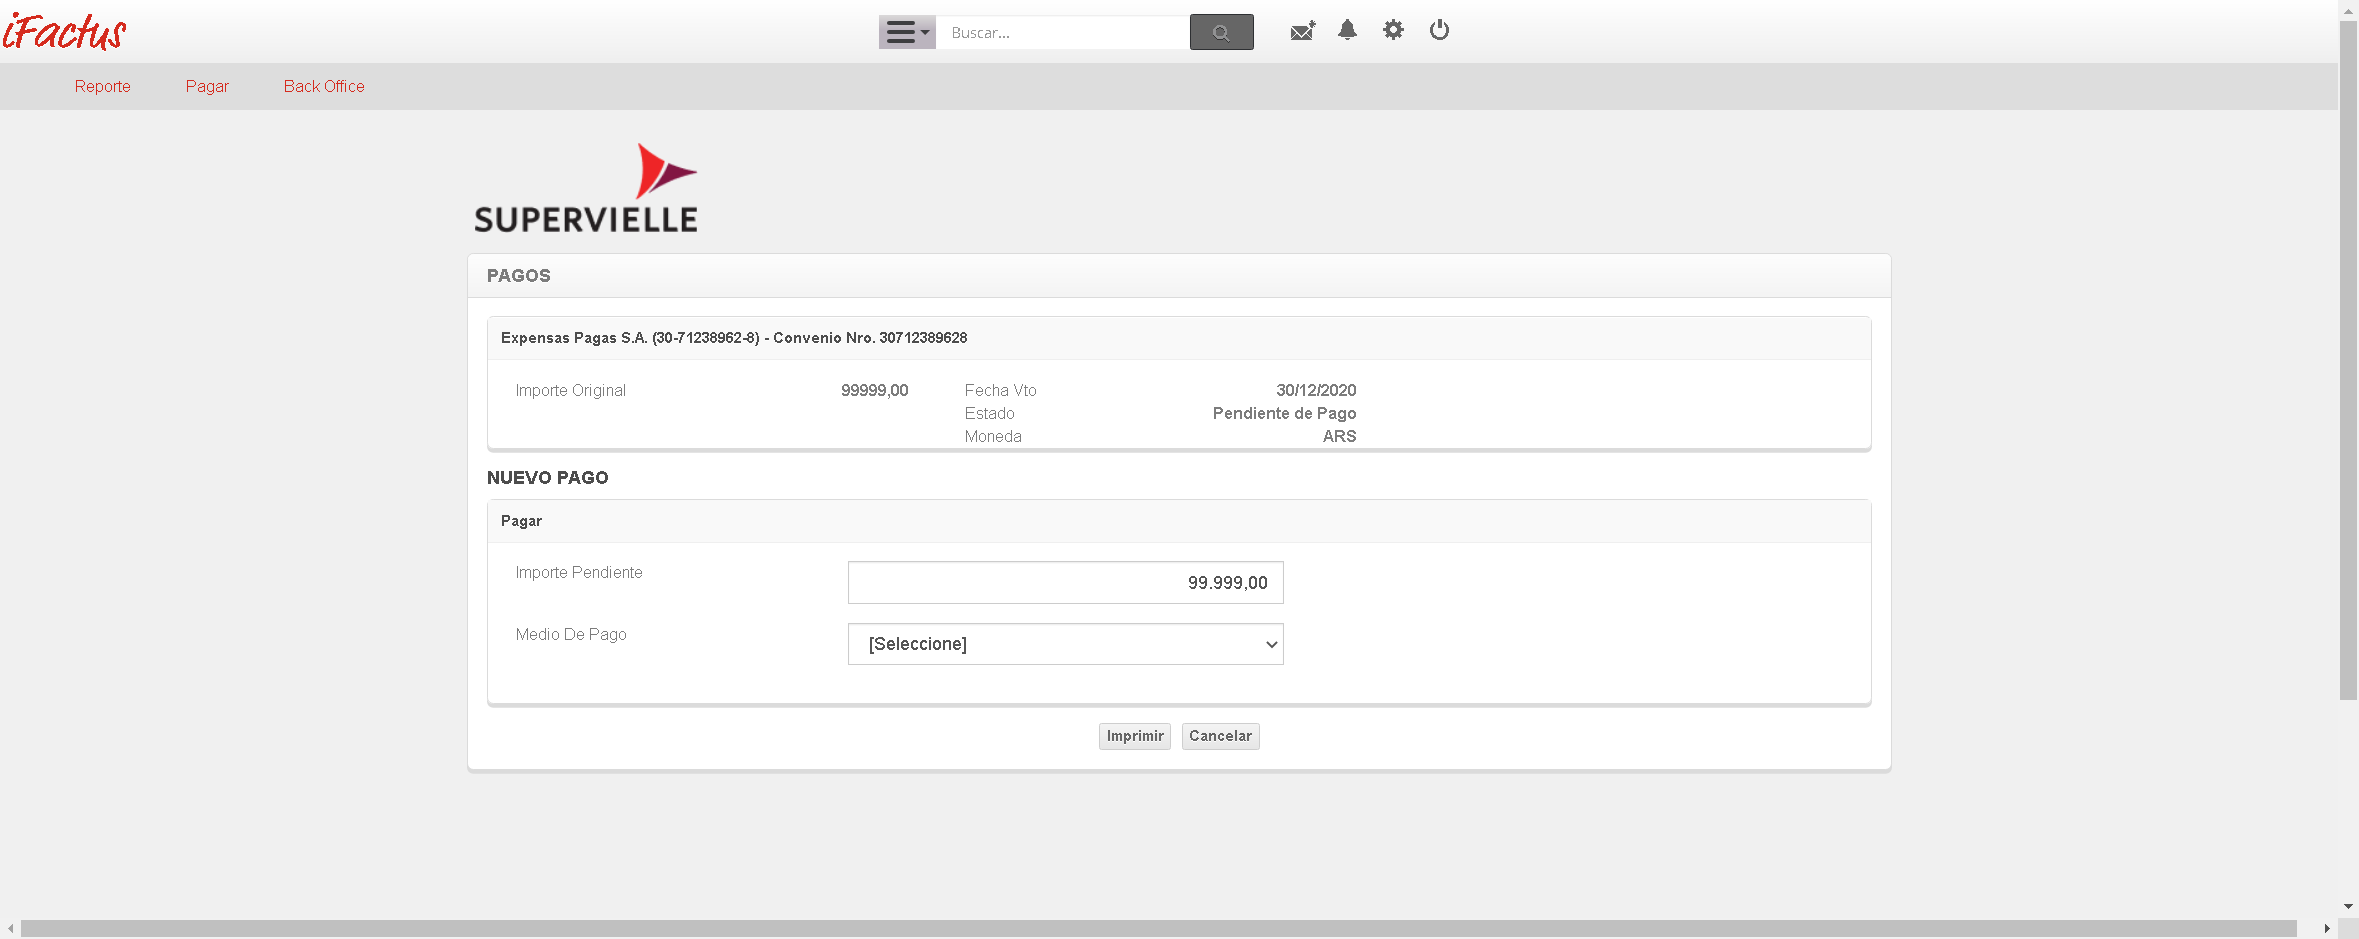 iFactus
Buscar...
Reporte Pagar Back Office
SUPERVIELLE
PAGOS
Expensas Pagas S.A. (30-71238962-8) - Convenio Nro. 30712389628
Importe Original 99999,00 Fecha Vto 30/12/2020
Estado Pendiente de Pago
Moneda ARS
NUEVO PAGO
Pagar
Importe Pendiente 99.999,00
Medio De Pago [Seleccione]
Imprimir Cancelar